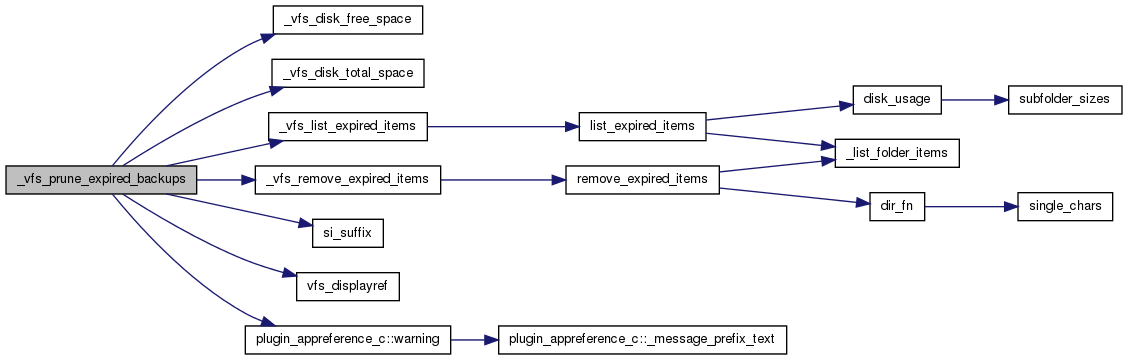 _vfs_disk_free_space
_vfs_disk_total_space
disk_usage
subfolder_sizes
_vfs_list_expired_items
list_expired_items
_list_folder_items
_vfs_prune_expired_backups
_vfs_remove_expired_items
remove_expired_items
dir_fn
single_chars
si_suffix
vfs_displayref
plugin_appreference_c::warning
plugin_appreference_c::_message_prefix_text